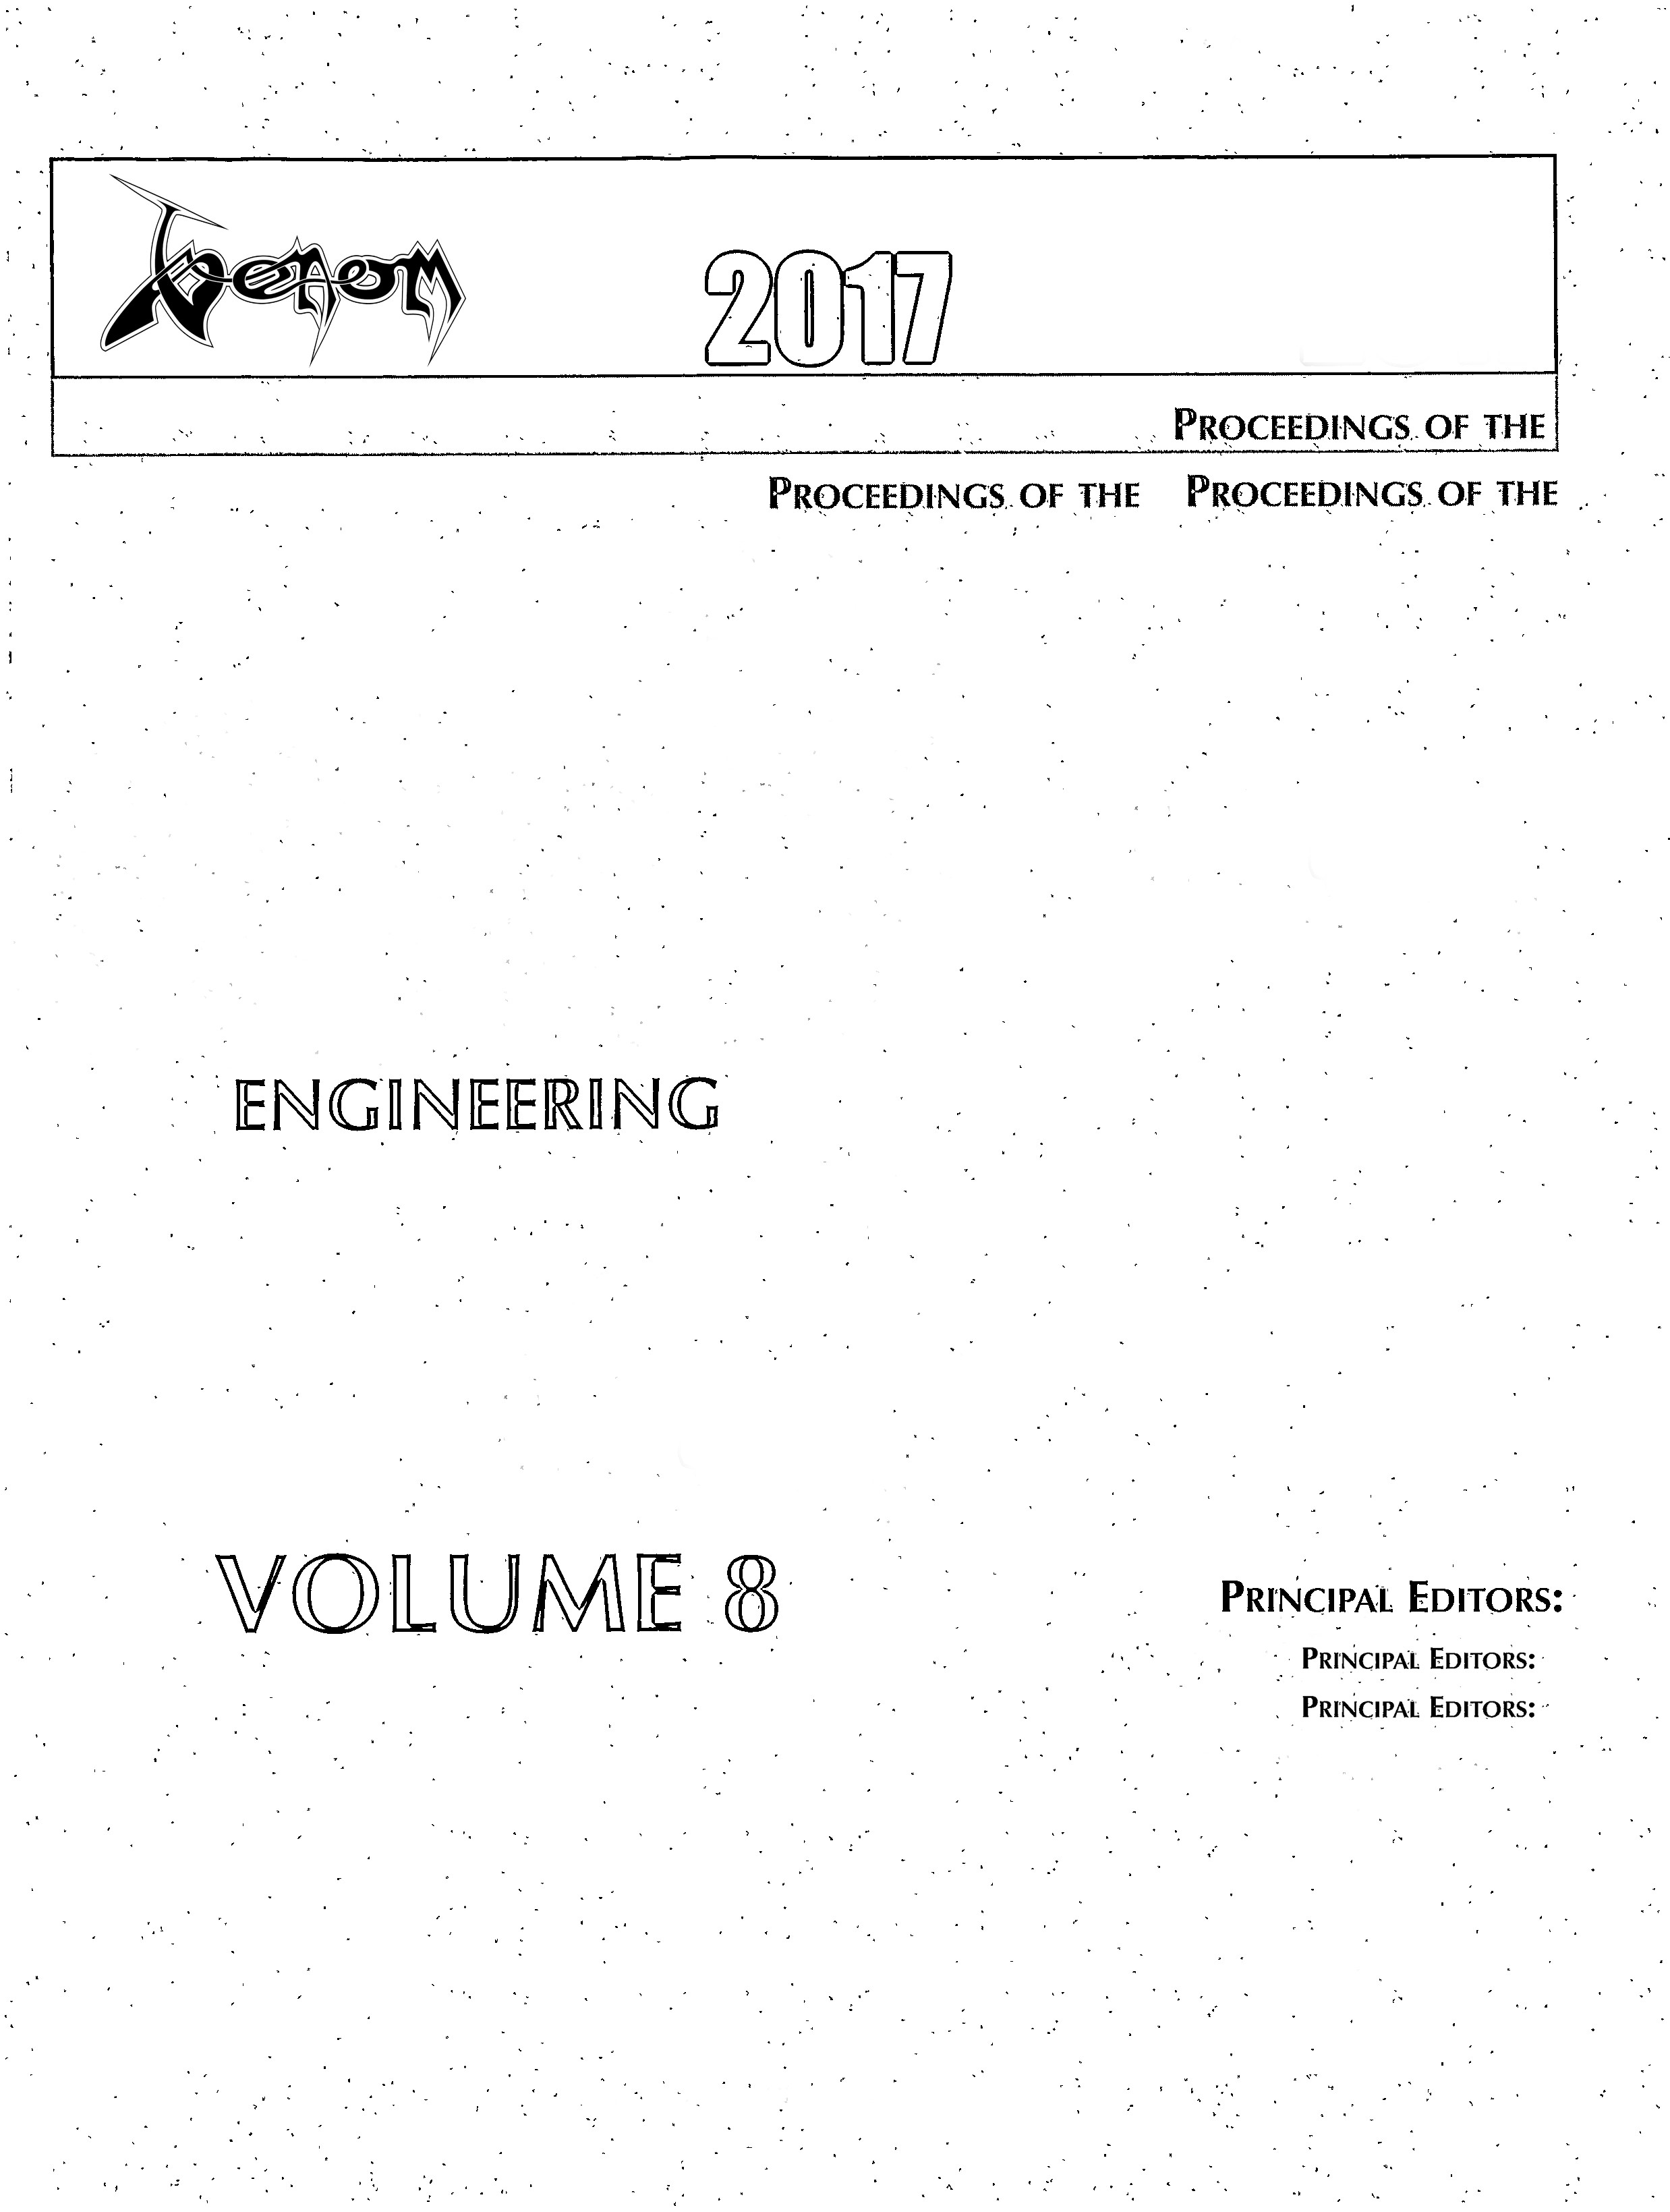 Venom 2017
PROCEEDINGS OF THE
PROCEEDINGS OF THE PROCEEDINGS OF THE
ENGINEERING
VOLUME 8
PRINCIPAL EDITORS:
PRINCIPAL EDITORS:
PRINCIPAL EDITORS: